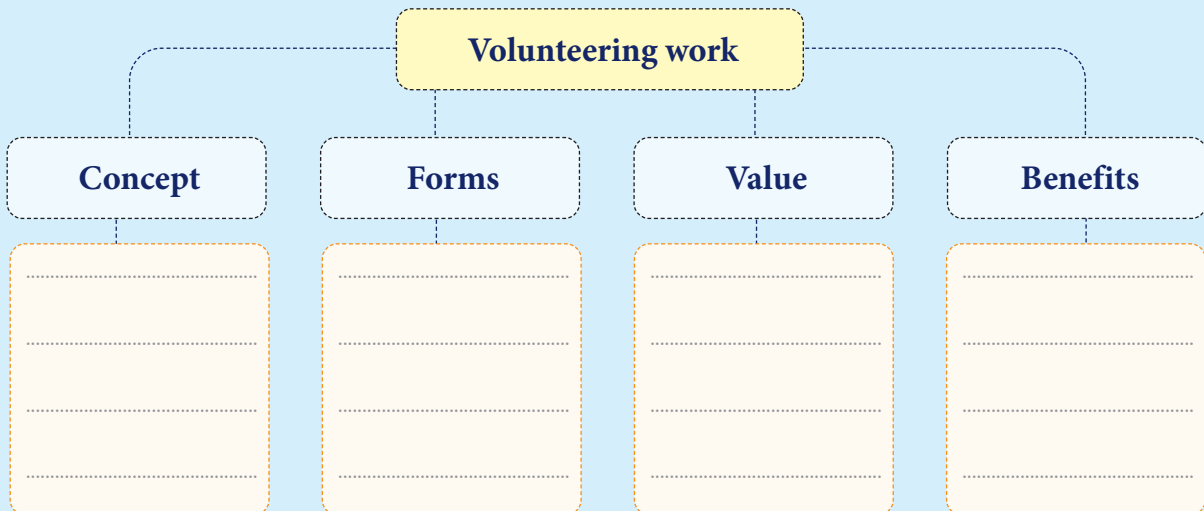 Volunteering work
Concept
Forms
Value
Benefits